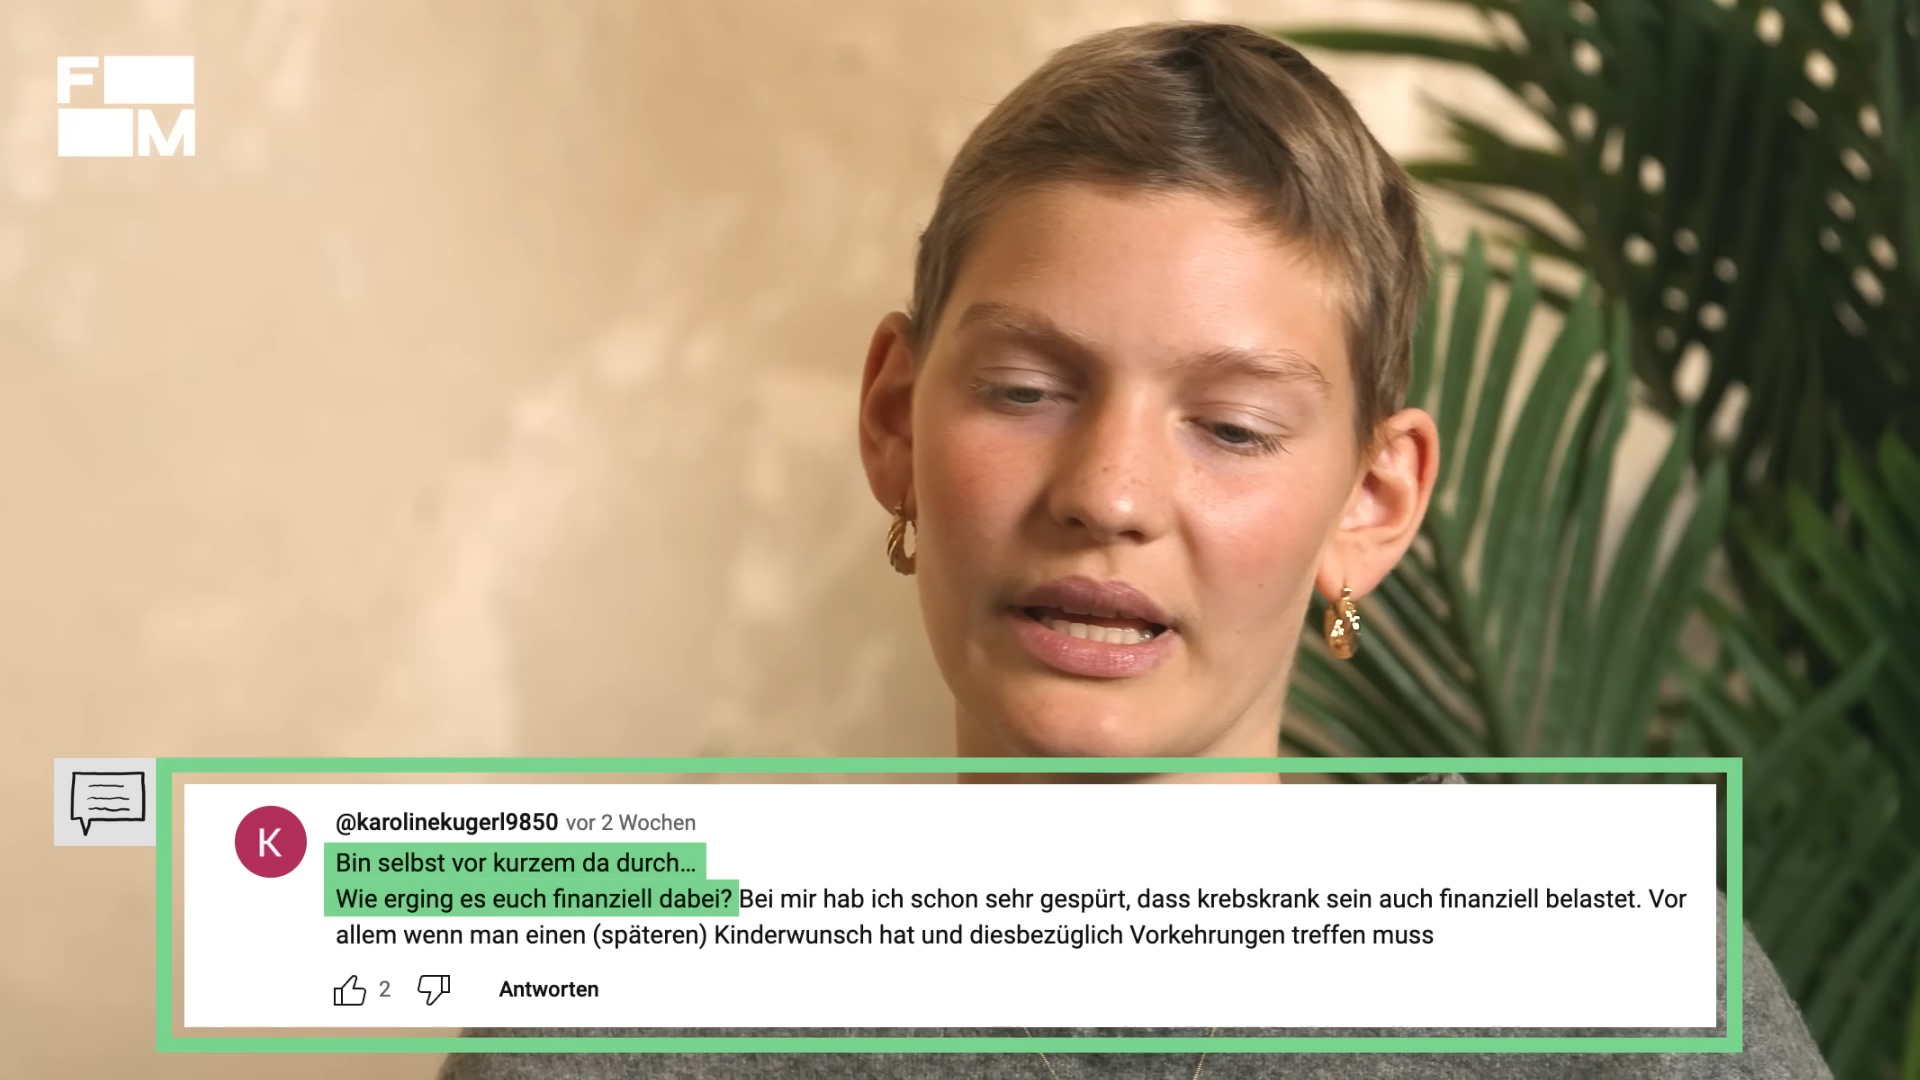 F
M
K
@karolinekugerl9850 vor 2 Wochen
Bin selbst vor kurzem da durch...
Wie erging es euch finanziell dabei? Bei mir hab ich schon sehr gespürt, dass krebskrank sein auch finanziell belastet. Vor
allem wenn man einen (späteren) Kinderwunsch hat und diesbezüglich Vorkehrungen treffen muss
2 Antworten